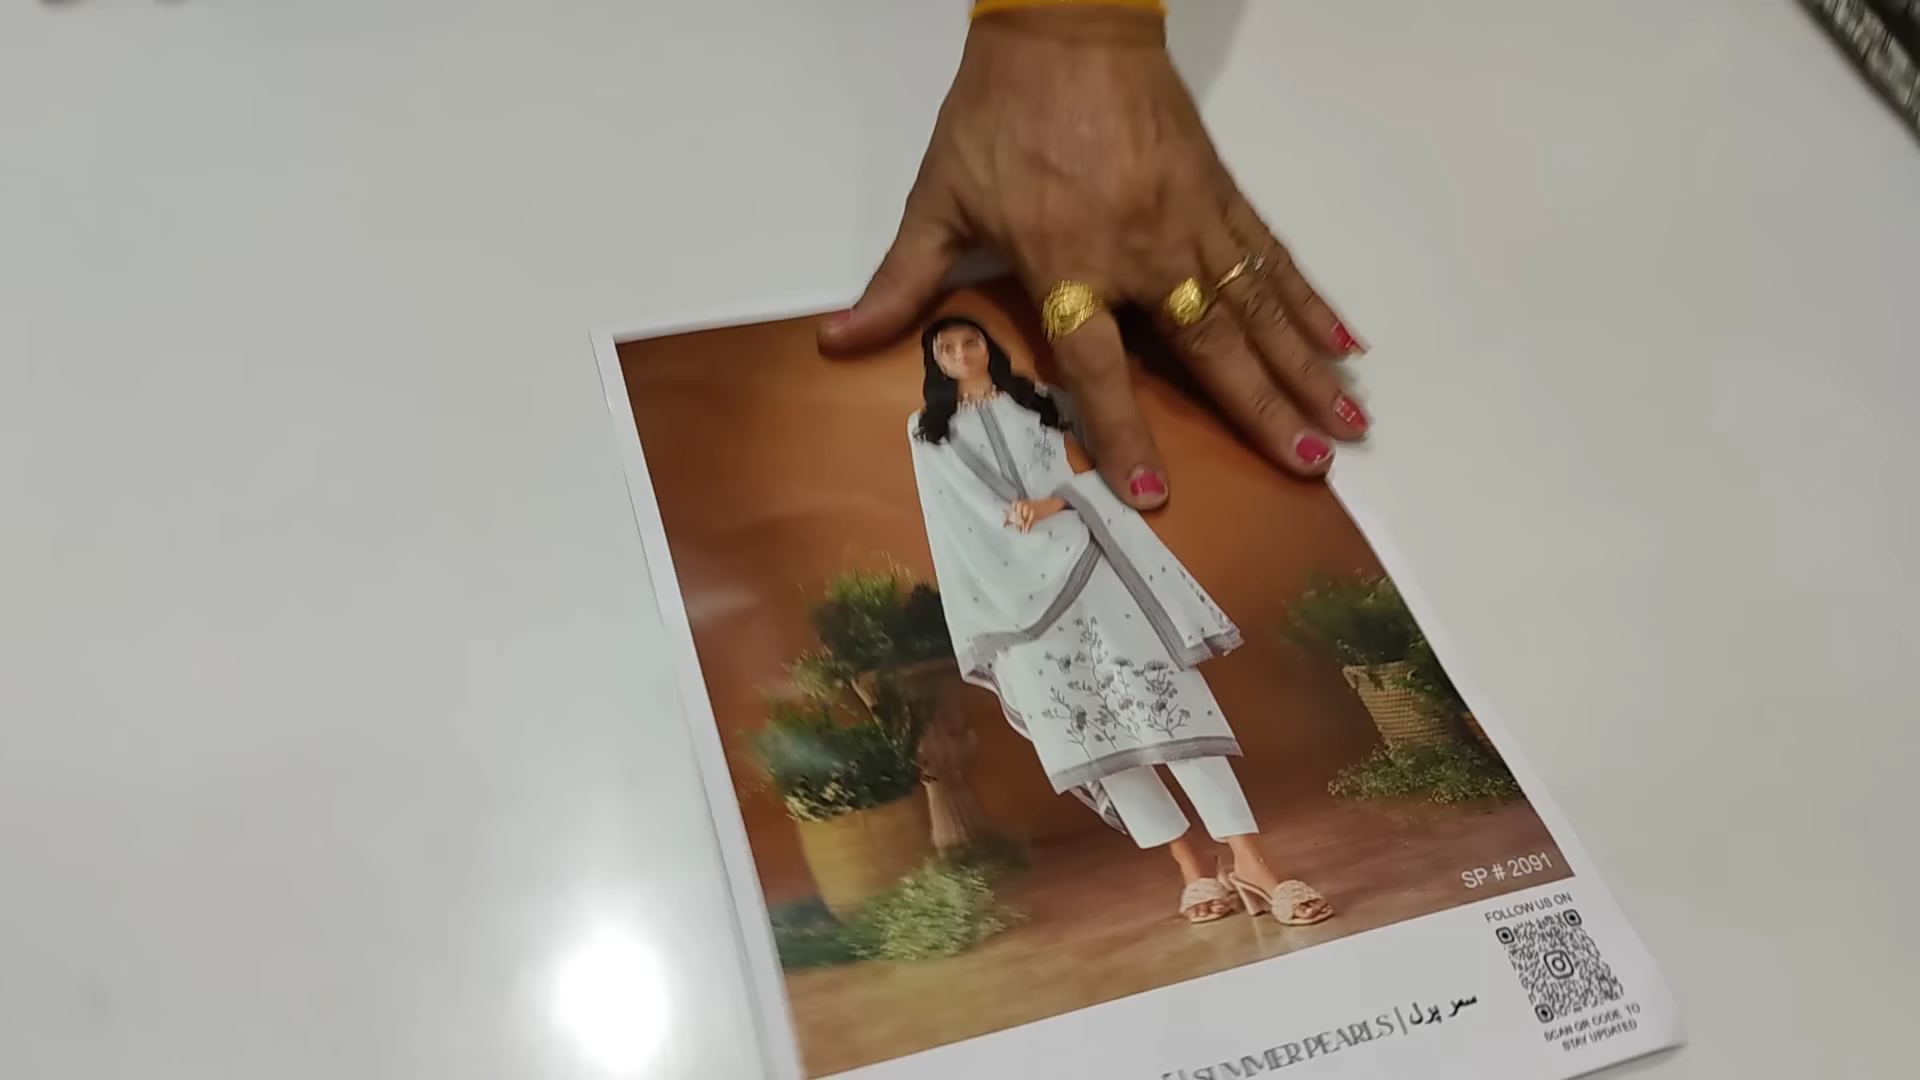 SP # 2091
FOLLOW US ON
SCAN QR CODE TO
STAY UPDATED
| SUMMER PEARLS | سمر پرل